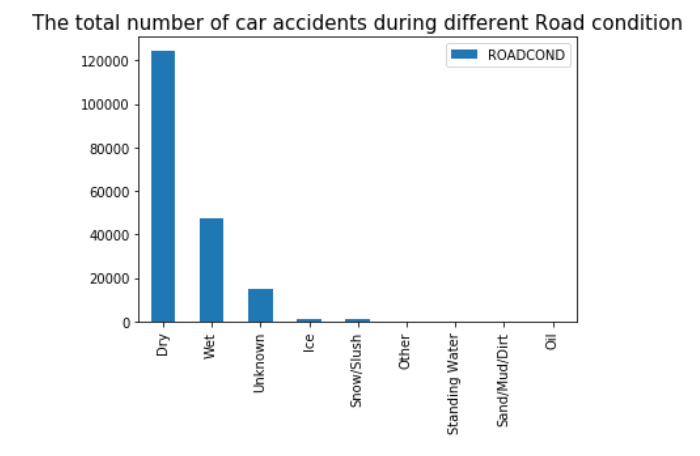 The total number of car accidents during different Road condition
ROADCOND
120000
100000
80000
60000
40000
20000
0
Dry
Wet
Unknown
Ice
Snow/Slush
Other
Standing Water
Sand/Mud/Dirt
Oil